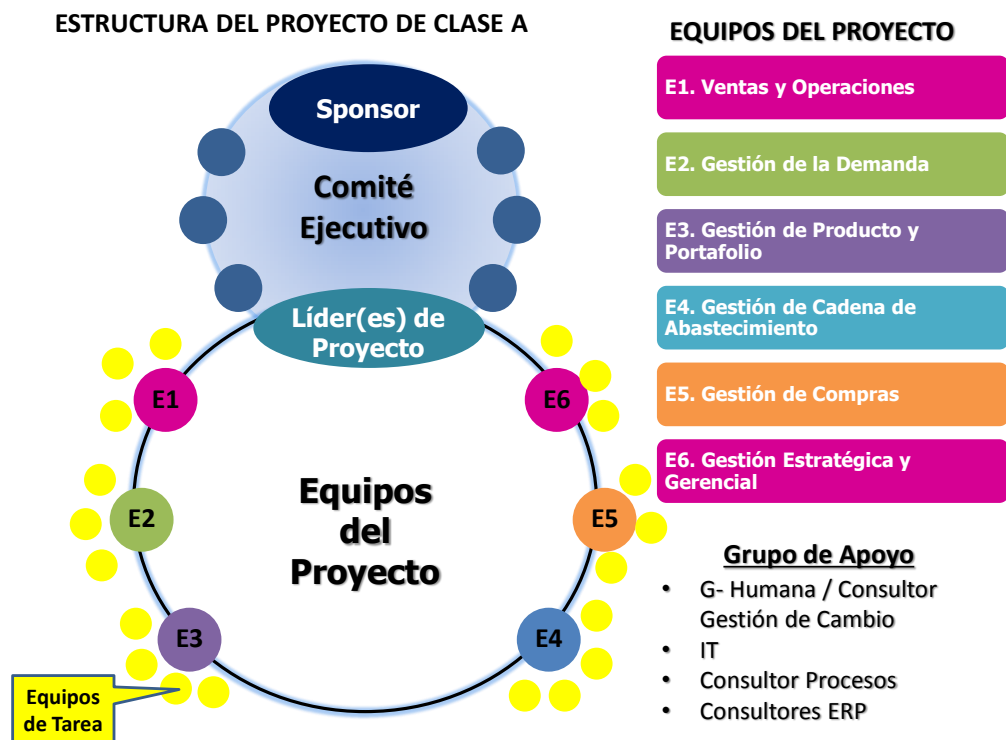 ESTRUCTURA DEL PROYECTO DE CLASE A
Sponsor
Comité
Ejecutivo
Líder(es) de
Proyecto
E1
E6
E2
E5
E3
E4
Equipos
del
Proyecto
Equipos
de Tarea
EQUIPOS DEL PROYECTO
E1. Ventas y Operaciones
E2. Gestión de la Demanda
E3. Gestión de Producto y
Portafolio
E4. Gestión de Cadena de
Abastecimiento
E5. Gestión de Compras
E6. Gestión Estratégica y
Gerencial
Grupo de Apoyo
• G- Humana / Consultor
Gestión de Cambio
• IT
• Consultor Procesos
• Consultores ERP